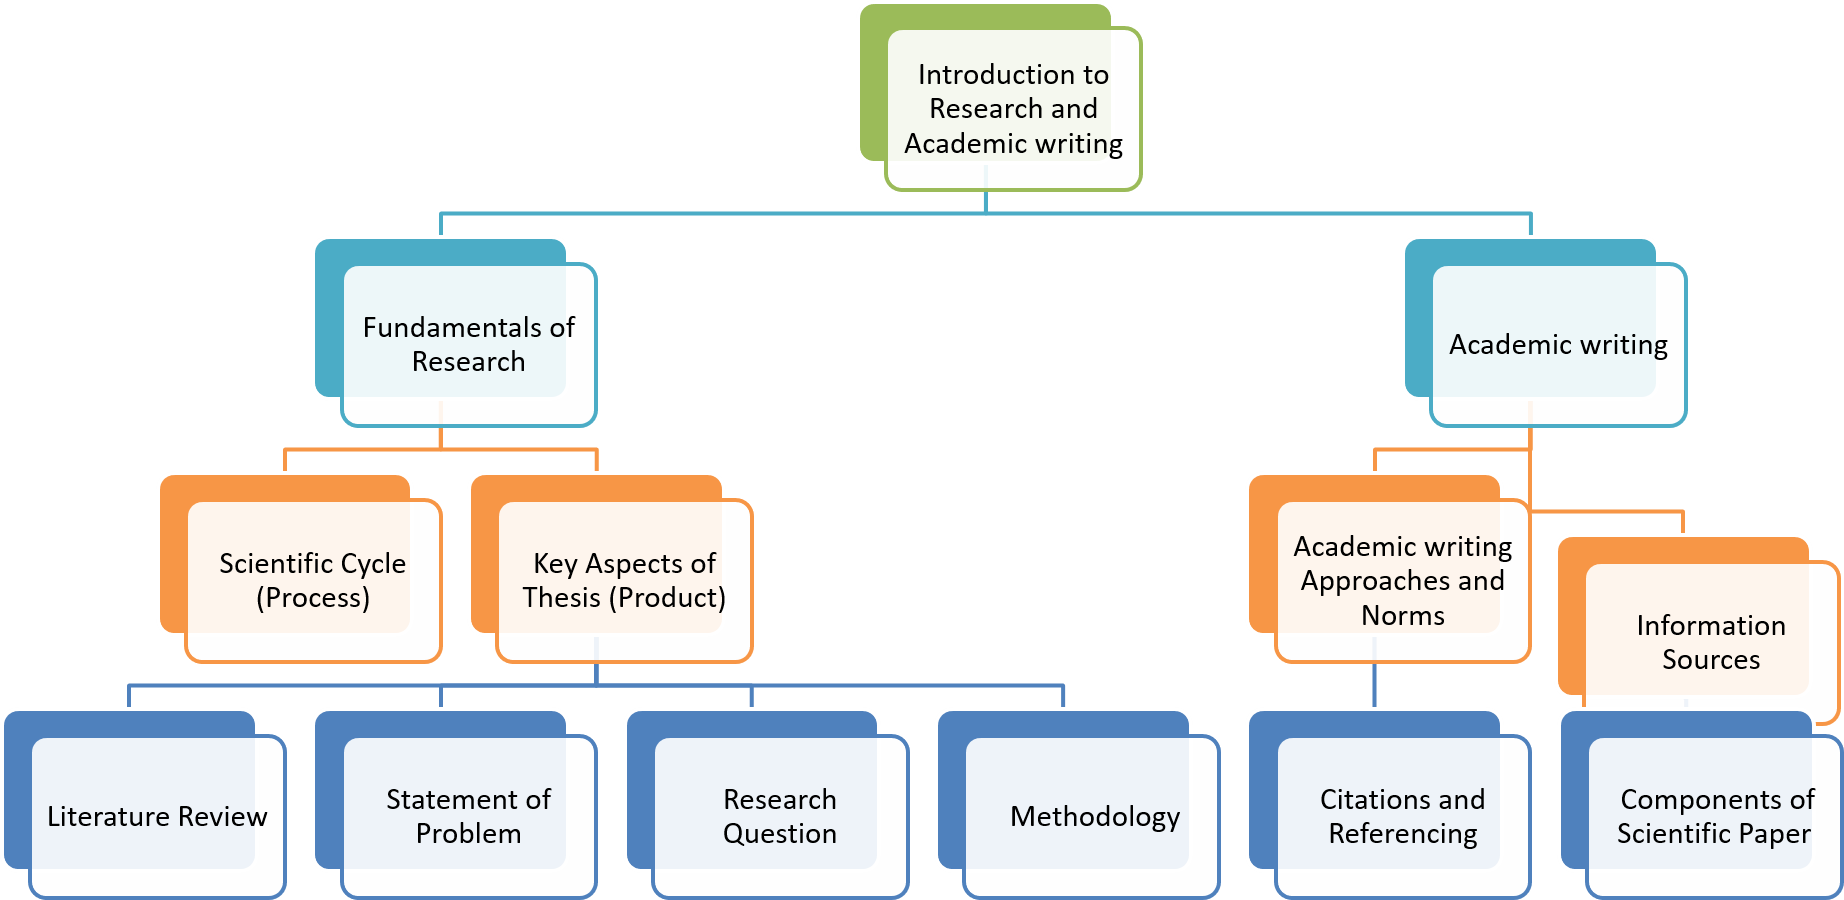 Introduction to
Research and
Academic writing
Fundamentals of
Research
Academic writing
Scientific Cycle
(Process)
Key Aspects of
Thesis (Product)
Academic writing
Approaches and
Norms
Information
Sources
Literature Review
Statement of
Problem
Research
Question
Methodology
Citations and
Referencing
Components of
Scientific Paper